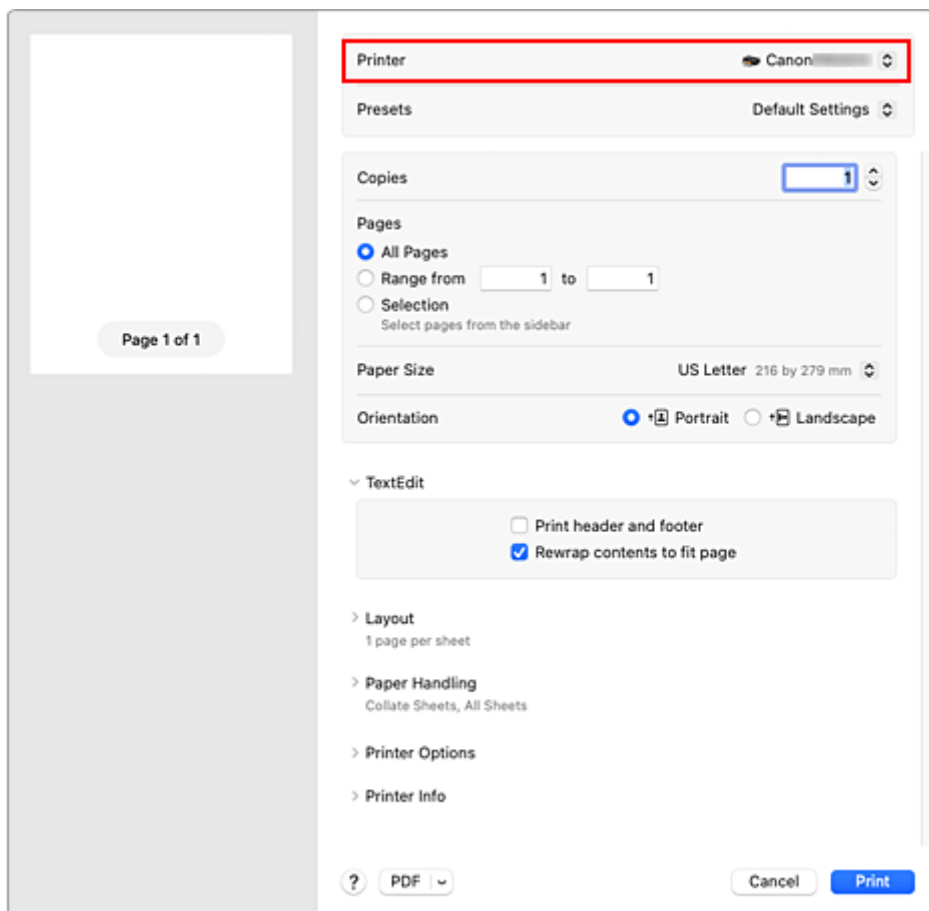 Printer Canon
Presets Default Settings
Copies 1
Pages
All Pages
Range from 1 to 1
Selection
Select pages from the sidebar
Page 1 of 1
Paper Size US Letter 216 by 279 mm
Orientation Portrait Landscape
TextEdit
Print header and footer
Rewrap contents to fit page
Layout
1 page per sheet
Paper Handling
Collate Sheets, All Sheets
Printer Options
Printer Info
? PDF Cancel Print